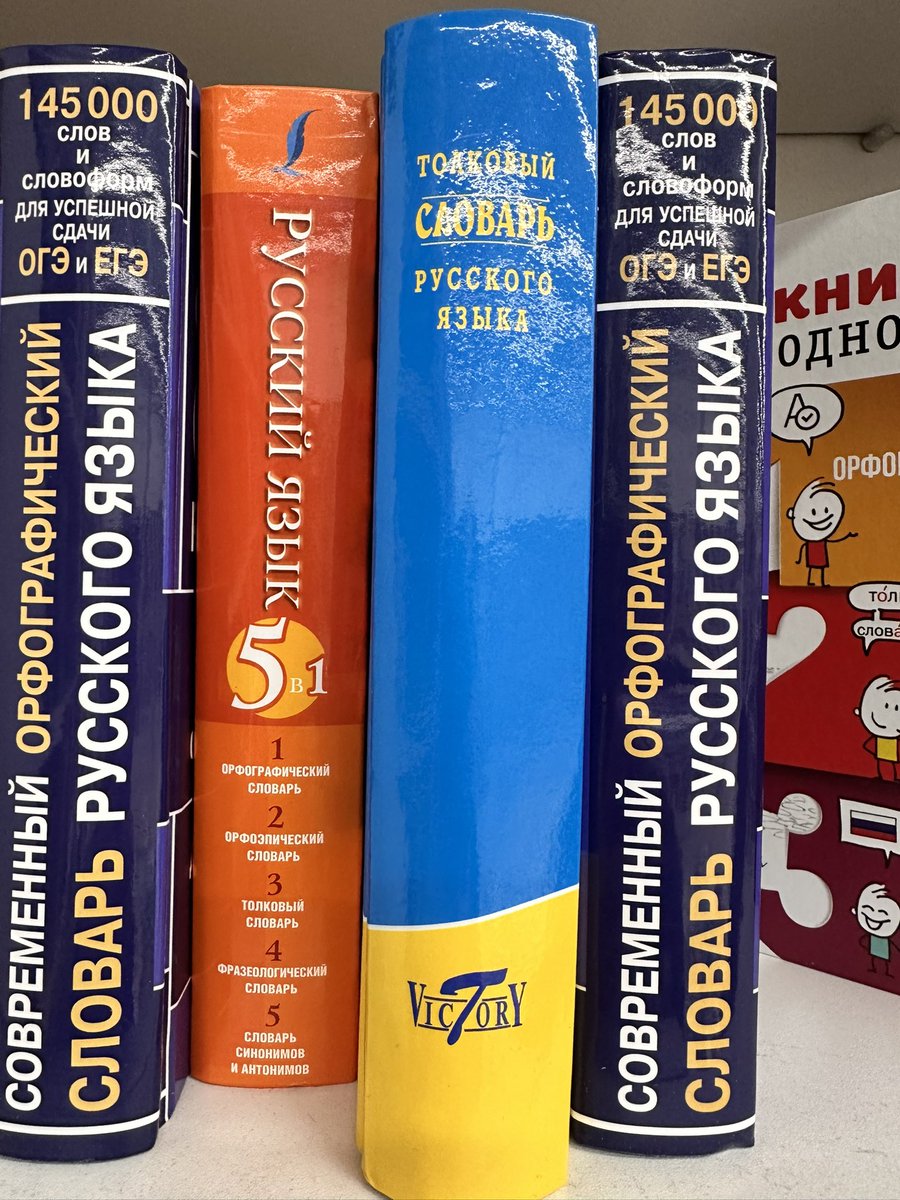 145 000
слов
и
словоформ
для успешной
сдачи
ОГЭ и ЕГЭ
СОВРЕМЕННЫЙ ОРФОГРАФИЧЕСКИЙ
СЛОВАРЬ РУССКОГО ЯЗЫКА
РУССКИЙ ЯЗЫК
5 в 1
1
ОРФОГРАФИЧЕСКИЙ
СЛОВАРЬ
2
ОРФОЭПИЧЕСКИЙ
СЛОВАРЬ
3
ТОЛКОВЫЙ
СЛОВАРЬ
4
ФРАЗЕОЛОГИЧЕСКИЙ
СЛОВАРЬ
5
СЛОВАРЬ
СИНОНИМОВ
И АНТОНИМОВ
ТОЛКОВЫЙ
СЛОВАРЬ
РУССКОГО
ЯЗЫКА
VICTORY
145 000
слов
и
словоформ
для успешной
сдачи
ОГЭ и ЕГЭ
СОВРЕМЕННЫЙ ОРФОГРАФИЧЕСКИЙ
СЛОВАРЬ РУССКОГО ЯЗЫКА